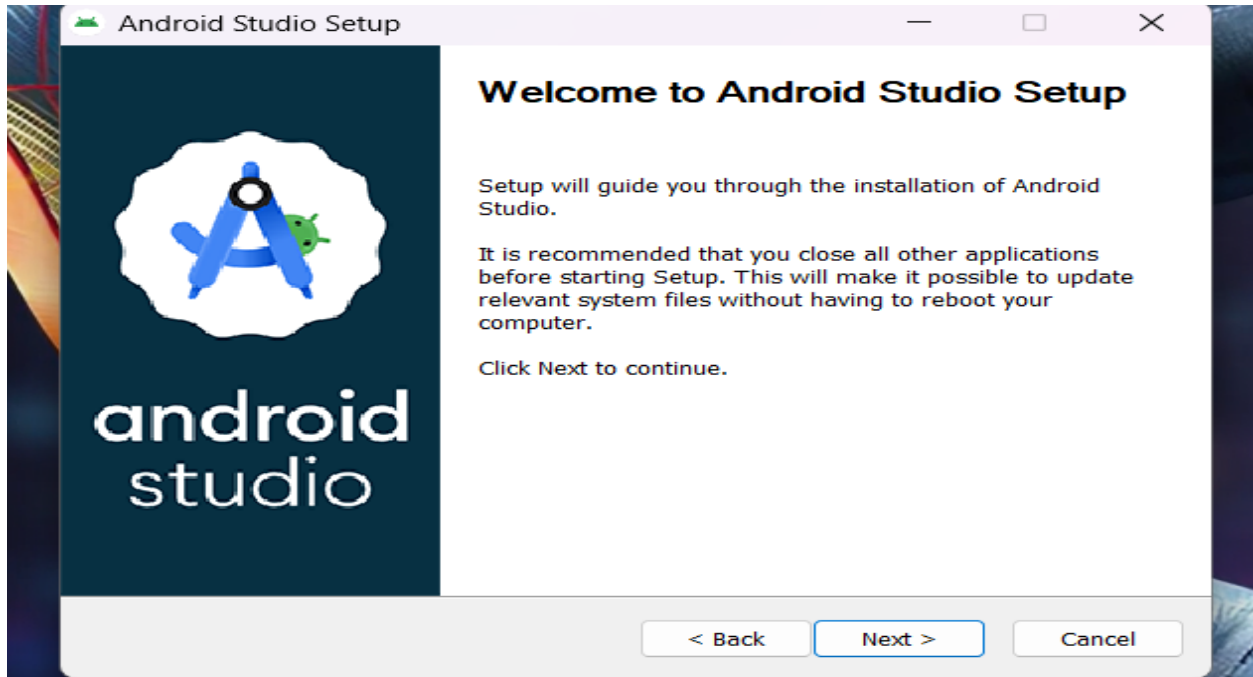 Android Studio Setup
Welcome to Android Studio Setup
Setup will guide you through the installation of Android
Studio.
It is recommended that you close all other applications
before starting Setup. This will make it possible to update
relevant system files without having to reboot your
computer.
Click Next to continue.
android
studio
< Back
Next >
Cancel